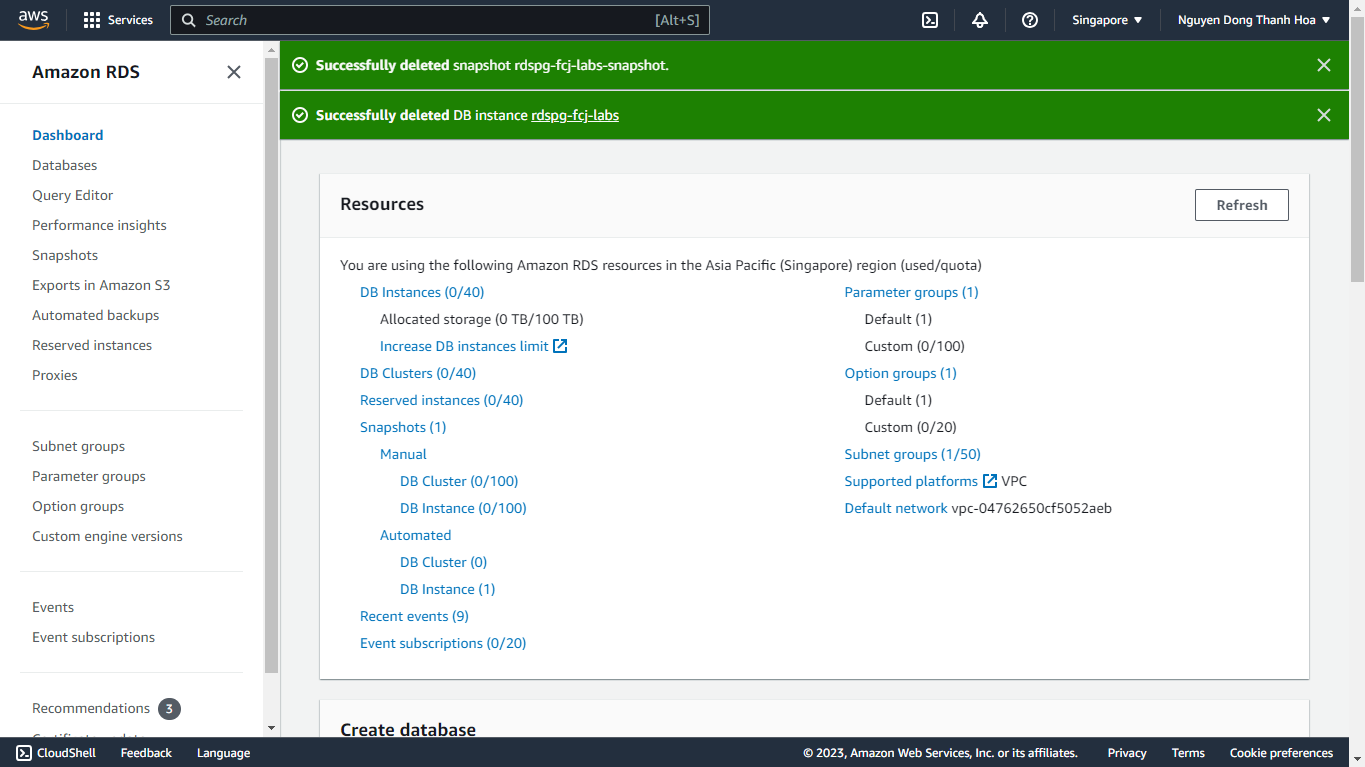 aws
Services
Search
[Alt+S]
Singapore ▼
Nguyen Dong Thanh Hoa ▼
Amazon RDS
Dashboard
Databases
Query Editor
Performance insights
Snapshots
Exports in Amazon S3
Automated backups
Reserved instances
Proxies
Subnet groups
Parameter groups
Option groups
Custom engine versions
Events
Event subscriptions
Recommendations 3
Successfully deleted snapshot rdspg-fcj-labs-snapshot.
Successfully deleted DB instance rdspg-fcj-labs
Resources
Refresh
You are using the following Amazon RDS resources in the Asia Pacific (Singapore) region (used/quota)
DB Instances (0/40)
Allocated storage (0 TB/100 TB)
Increase DB instances limit
DB Clusters (0/40)
Reserved instances (0/40)
Snapshots (1)
Manual
DB Cluster (0/100)
DB Instance (0/100)
Automated
DB Cluster (0)
DB Instance (1)
Recent events (9)
Event subscriptions (0/20)
Parameter groups (1)
Default (1)
Custom (0/100)
Option groups (1)
Default (1)
Custom (0/20)
Subnet groups (1/50)
Supported platforms VPC
Default network vpc-04762650cf5052aeb
Create database
CloudShell
Feedback
Language
© 2023, Amazon Web Services, Inc. or its affiliates.
Privacy
Terms
Cookie preferences